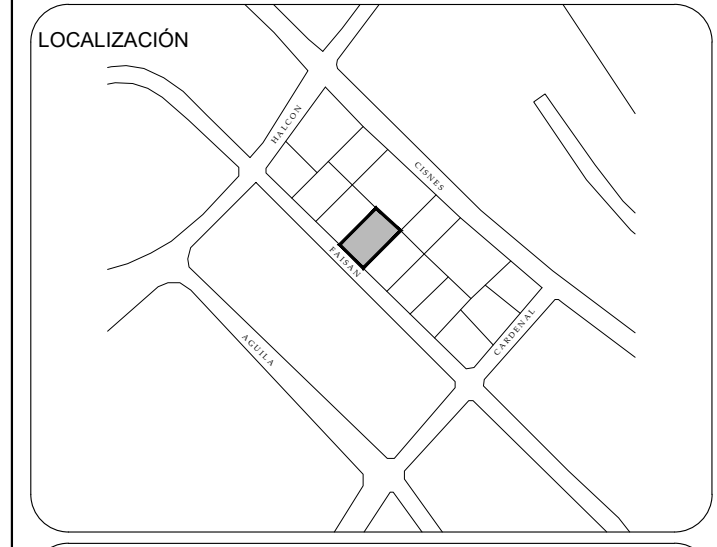 LOCALIZACIÓN
HALCON
CISNES
FAISAN
CARDENAL
AGUILA